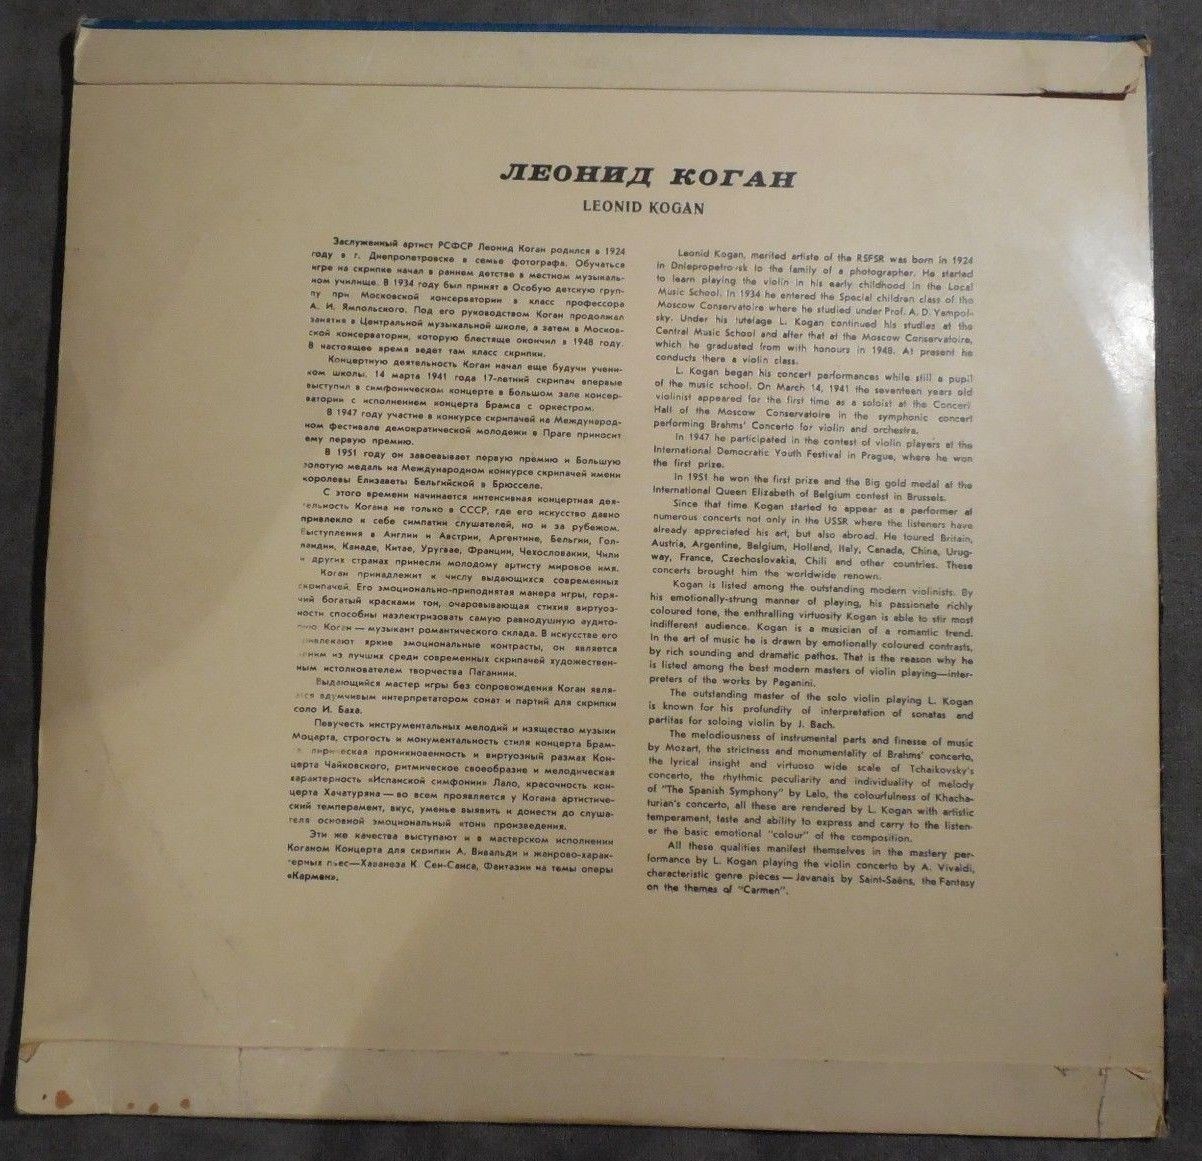 ЛЕОНИД КОГАН
LEONID KOGAN
Заслуженный артист РСФСР Леонид Коган родился в 1924
году в г. Днепропетровске в семье фотографа. Обучаться
игре на скрипке начал в раннем детстве в местном музыкаль-
ном училище. В 1934 году был принят в Особую детскую груп-
пу при Московской консерватории в класс профессора
А. И. Ямпольского. Под его руководством Коган продолжал
занятия в Центральной музыкальной школе, а затем в Москов-
ской консерватории, которую блестяще окончил в 1948 году.
В настоящее время ведет там класс скрипки.
Концертную деятельность Коган начал еще будучи учени-
ком школы. 14 марта 1941 года 17-летний скрипач впервые
выступил в симфоническом концерте в Большом зале консер-
ватории с исполнением концерта Брамса с оркестром.
В 1947 году участие в конкурсе скрипачей на Международ-
ном фестивале демократической молодежи в Праге приносит
ему первую премию.
В 1951 году он завоевывает первую премию и Большую
золотую медаль на Международном конкурсе скрипачей имени
королевы Елизаветы Бельгийской в Брюсселе.
С этого времени начинается интенсивная концертная дея-
тельность Когана не только в СССР, где его искусство давно
привлекло к себе симпатии слушателей, но и за рубежом.
Выступления в Англии и Австрии, Аргентине, Бельгии, Гол-
ландии, Канаде, Китае, Уругвае, Франции, Чехословакии, Чили
и других странах принесли молодому артисту мировое имя.
Коган принадлежит к числу выдающихся современных
скрипачей. Его эмоционально-приподнятая манера игры, горя-
чий богатый красками тон, очаровывающая стихия виртуоз-
ности способны наэлектризовать самую равнодушную аудито-
рию. Коган — музыкант романтического склада. В искусстве его
привлекают яркие эмоциональные контрасты, он является
одним из лучших среди современных скрипачей художествен-
ным истолкователем творчества Паганини.
Выдающийся мастер игры без сопровождения Коган явля-
ется вдумчивым интерпретатором сонат и партий для скрипки
соло И. Баха.
Певучесть инструментальных мелодий и изящество музыки
Моцарта, строгость и монументальность стиля концерта Брам-
лирическая проникновенность и виртуозный размах Кон-
церта Чайковского, ритмическое своеобразие и мелодическая
характерность «Испанской симфонии» Лало, красочность кон-
церта Хачатуряна — во всем проявляется у Когана артистиче-
ский темперамент, вкус, уменье выявить и донести до слуша-
теля основной эмоциональный «тон» произведения.
Эти же качества выступают и в мастерском исполнении
Коганом Концерта для скрипки А. Вивальди и жанрово-харак-
терных пьес—Хаванеза К. Сен-Санса, Фантазии на темы оперы
«Кармен».
Leonid Kogan, merited artiste of the RSFSR was born in 1924
in Dniepropetrovsk to the family of a photographer. He started
to learn playing the violin in his early childhood in the Local
Music School. In 1934 he entered the Special children class of the
Moscow Conservatoire where he studied under Prof. A. D. Yampol-
sky. Under his tutelage L. Kogan continued his studies at the
Central Music School and after that at the Moscow Conservatoire,
which he graduated from with honours in 1948. At present he
conducts there a violin class.
L. Kogan began his concert performances while still a pupil
of the music school. On March 14, 1941 the seventeen years old
violinist appeared for the first time as a soloist at the Concert
Hall of the Moscow Conservatoire in the symphonic concert
performing Brahms' Concerto for violin and orchestra.
In 1947 he participated in the contest of violin players at the
International Democratic Youth Festival in Prague, where he won
the first prize.
In 1951 he won the first prize and the Big gold medal at the
International Queen Elizabeth of Belgium contest in Brussels.
Since that time Kogan started to appear as a performer at
numerous concerts not only in the USSR where the listeners have
already appreciated his art, but also abroad. He toured Britain,
Austria, Argentine, Belgium, Holland, Italy, Canada, China, Urug-
way, France, Czechoslovakia, Chili and other countries. These
concerts brought him the worldwide renown.
Kogan is listed among the outstanding modern violinists. By
his emotionally-strung manner of playing, his passionate richly
coloured tone, the enthralling virtuosity Kogan is able to stir most
indifferent audience. Kogan is a musician of a romantic trend.
In the art of music he is drawn by emotionally coloured contrasts,
by rich sounding and dramatic pathos. That is the reason why he
is listed among the best modern masters of violin playing—inter-
preters of the works by Paganini.
The outstanding master of the solo violin playing L. Kogan
is known for his profundity of interpretation of sonatas and
partitas for soloing violin by J. Bach.
The melodiousness of instrumental parts and finesse of music
by Mozart, the strictness and monumentality of Brahms' concerto,
the lyrical insight and virtuoso wide scale of Tchaikovsky's
concerto, the rhythmic peculiarity and individuality of melody
of "The Spanish Symphony" by Lalo, the colourfulness of Khacha-
turian's concerto, all these are rendered by L. Kogan with artistic
temperament, taste and ability to express and carry to the listen-
er the basic emotional "colour" of the composition.
All these qualities manifest themselves in the mastery per-
formance by L. Kogan playing the violin concerto by A. Vivaldi,
characteristic genre pieces — Javanais by Saint-Saëns, the Fantasy
on the themes of "Carmen".